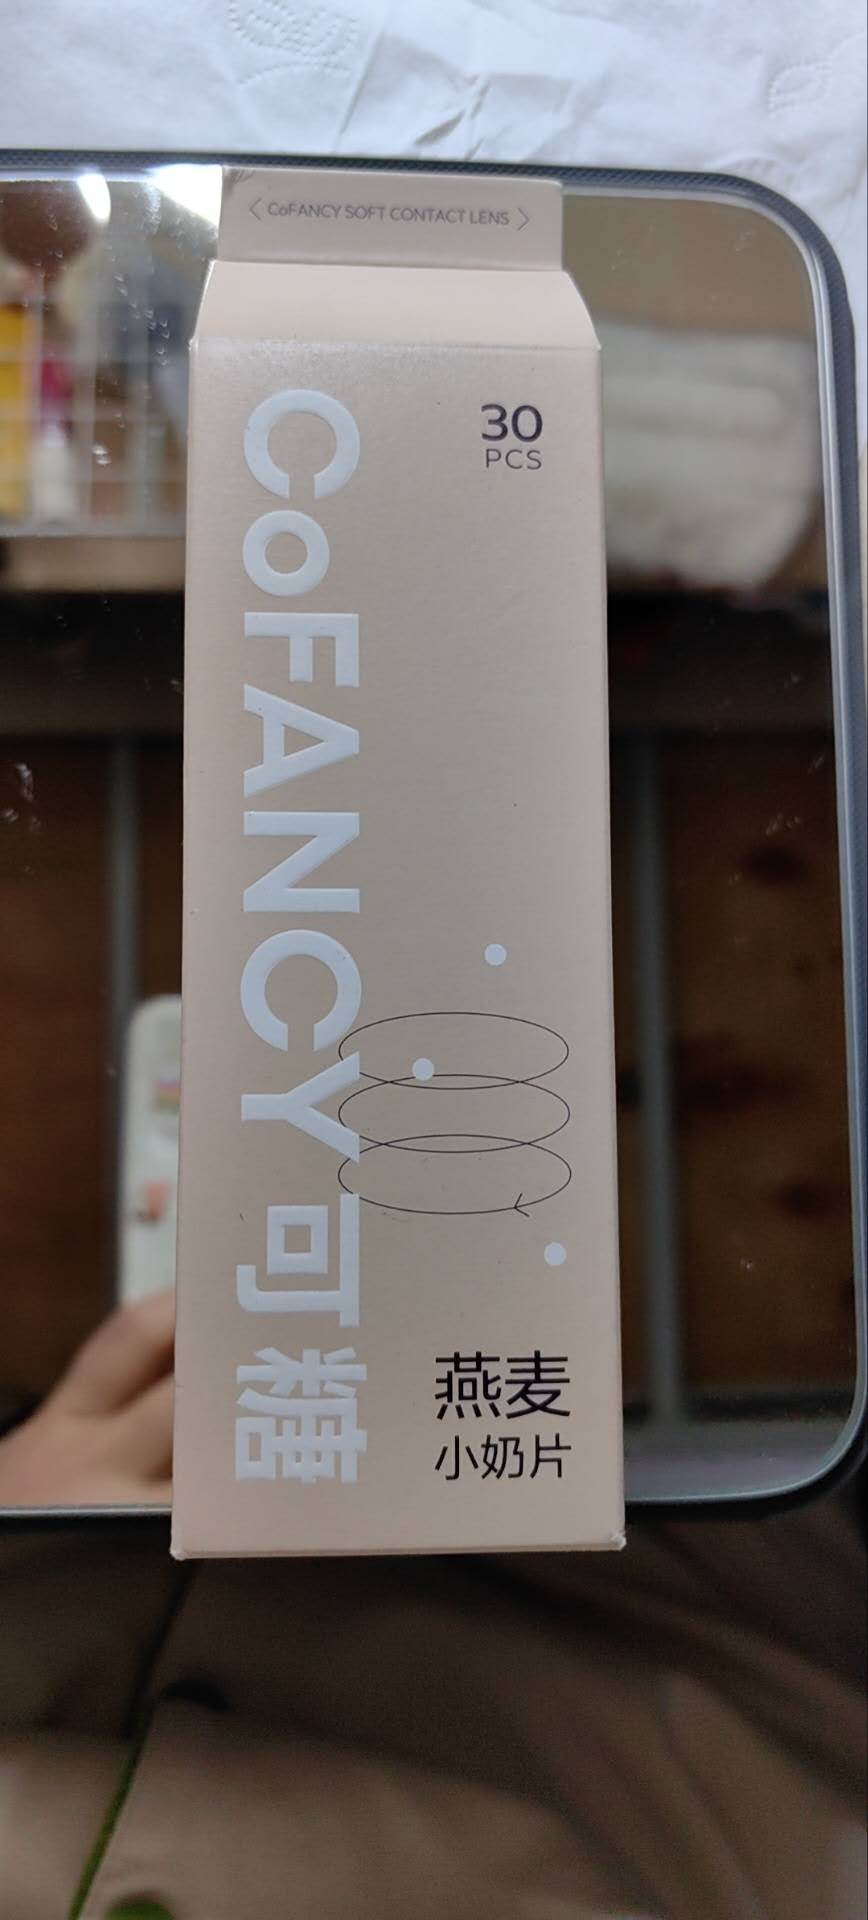 〈 CoFANCY SOFT CONTACT LENS 〉
30
PCS
CoFANCY 可糖
燕麦
小奶片